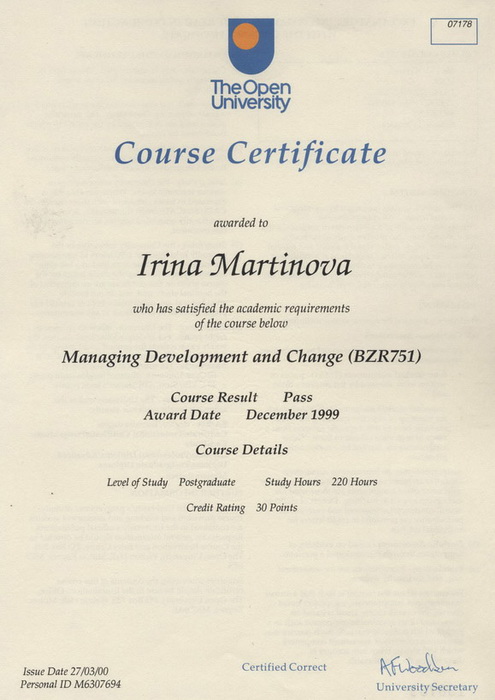 07178
The Open
University
Course Certificate
awarded to
Irina Martinova
who has satisfied the academic requirements
of the course below
Managing Development and Change (BZR751)
Course Result Pass
Award Date December 1999
Course Details
Level of Study Postgraduate Study Hours 220 Hours
Credit Rating 30 Points
Issue Date 27/03/00
Personal ID M6307694
Certified Correct
University Secretary